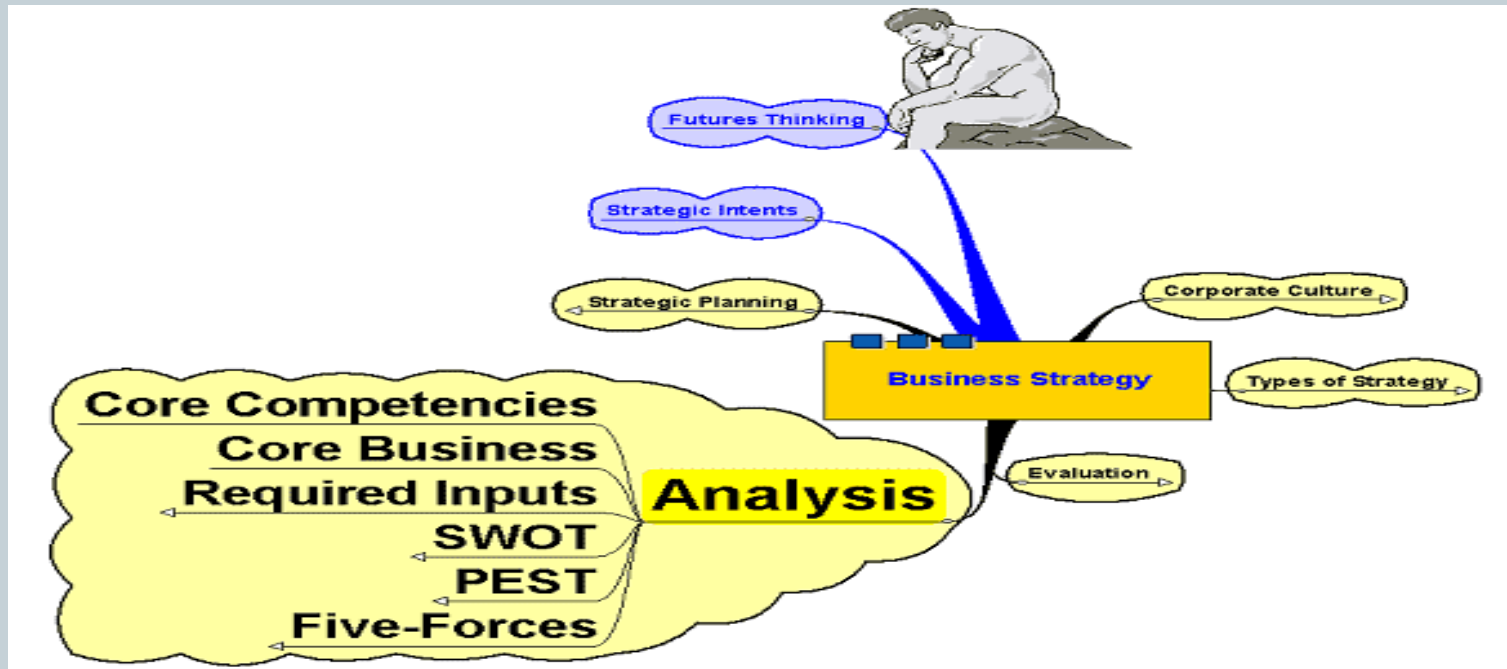 Futures Thinking
Strategic Intents
Strategic Planning
Corporate Culture
Business Strategy
Types of Strategy
Evaluation
Analysis
Core Competencies
Core Business
Required Inputs
SWOT
PEST
Five-Forces